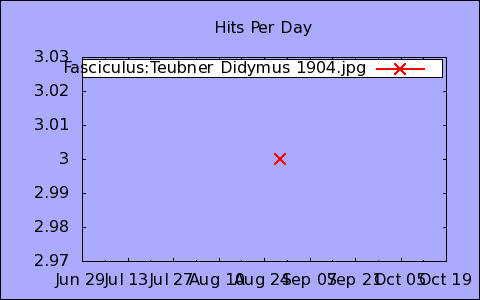 Hits Per Day
Fasciculus:Teubner Didymus 1904.jpg
3.03
3.02
3.01
3
2.99
2.98
2.97
Jun 29 Jul 13 Jul 27 Aug 10 Aug 24 Sep 07 Sep 21 Oct 05 Oct 19